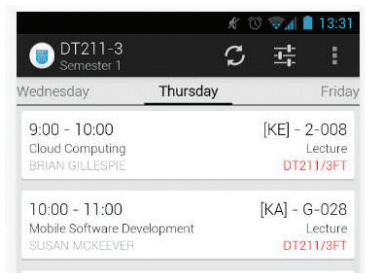 13:31
DT211-3
Semester 1
Wednesday Thursday Friday
9:00 - 10:00 [KE] - 2-008
Cloud Computing Lecture
BRIAN GILLESPIE DT211/3FT
10:00 - 11:00 [KA] - G-028
Mobile Software Development Lecture
SUSAN MCKEEVER DT211/3FT